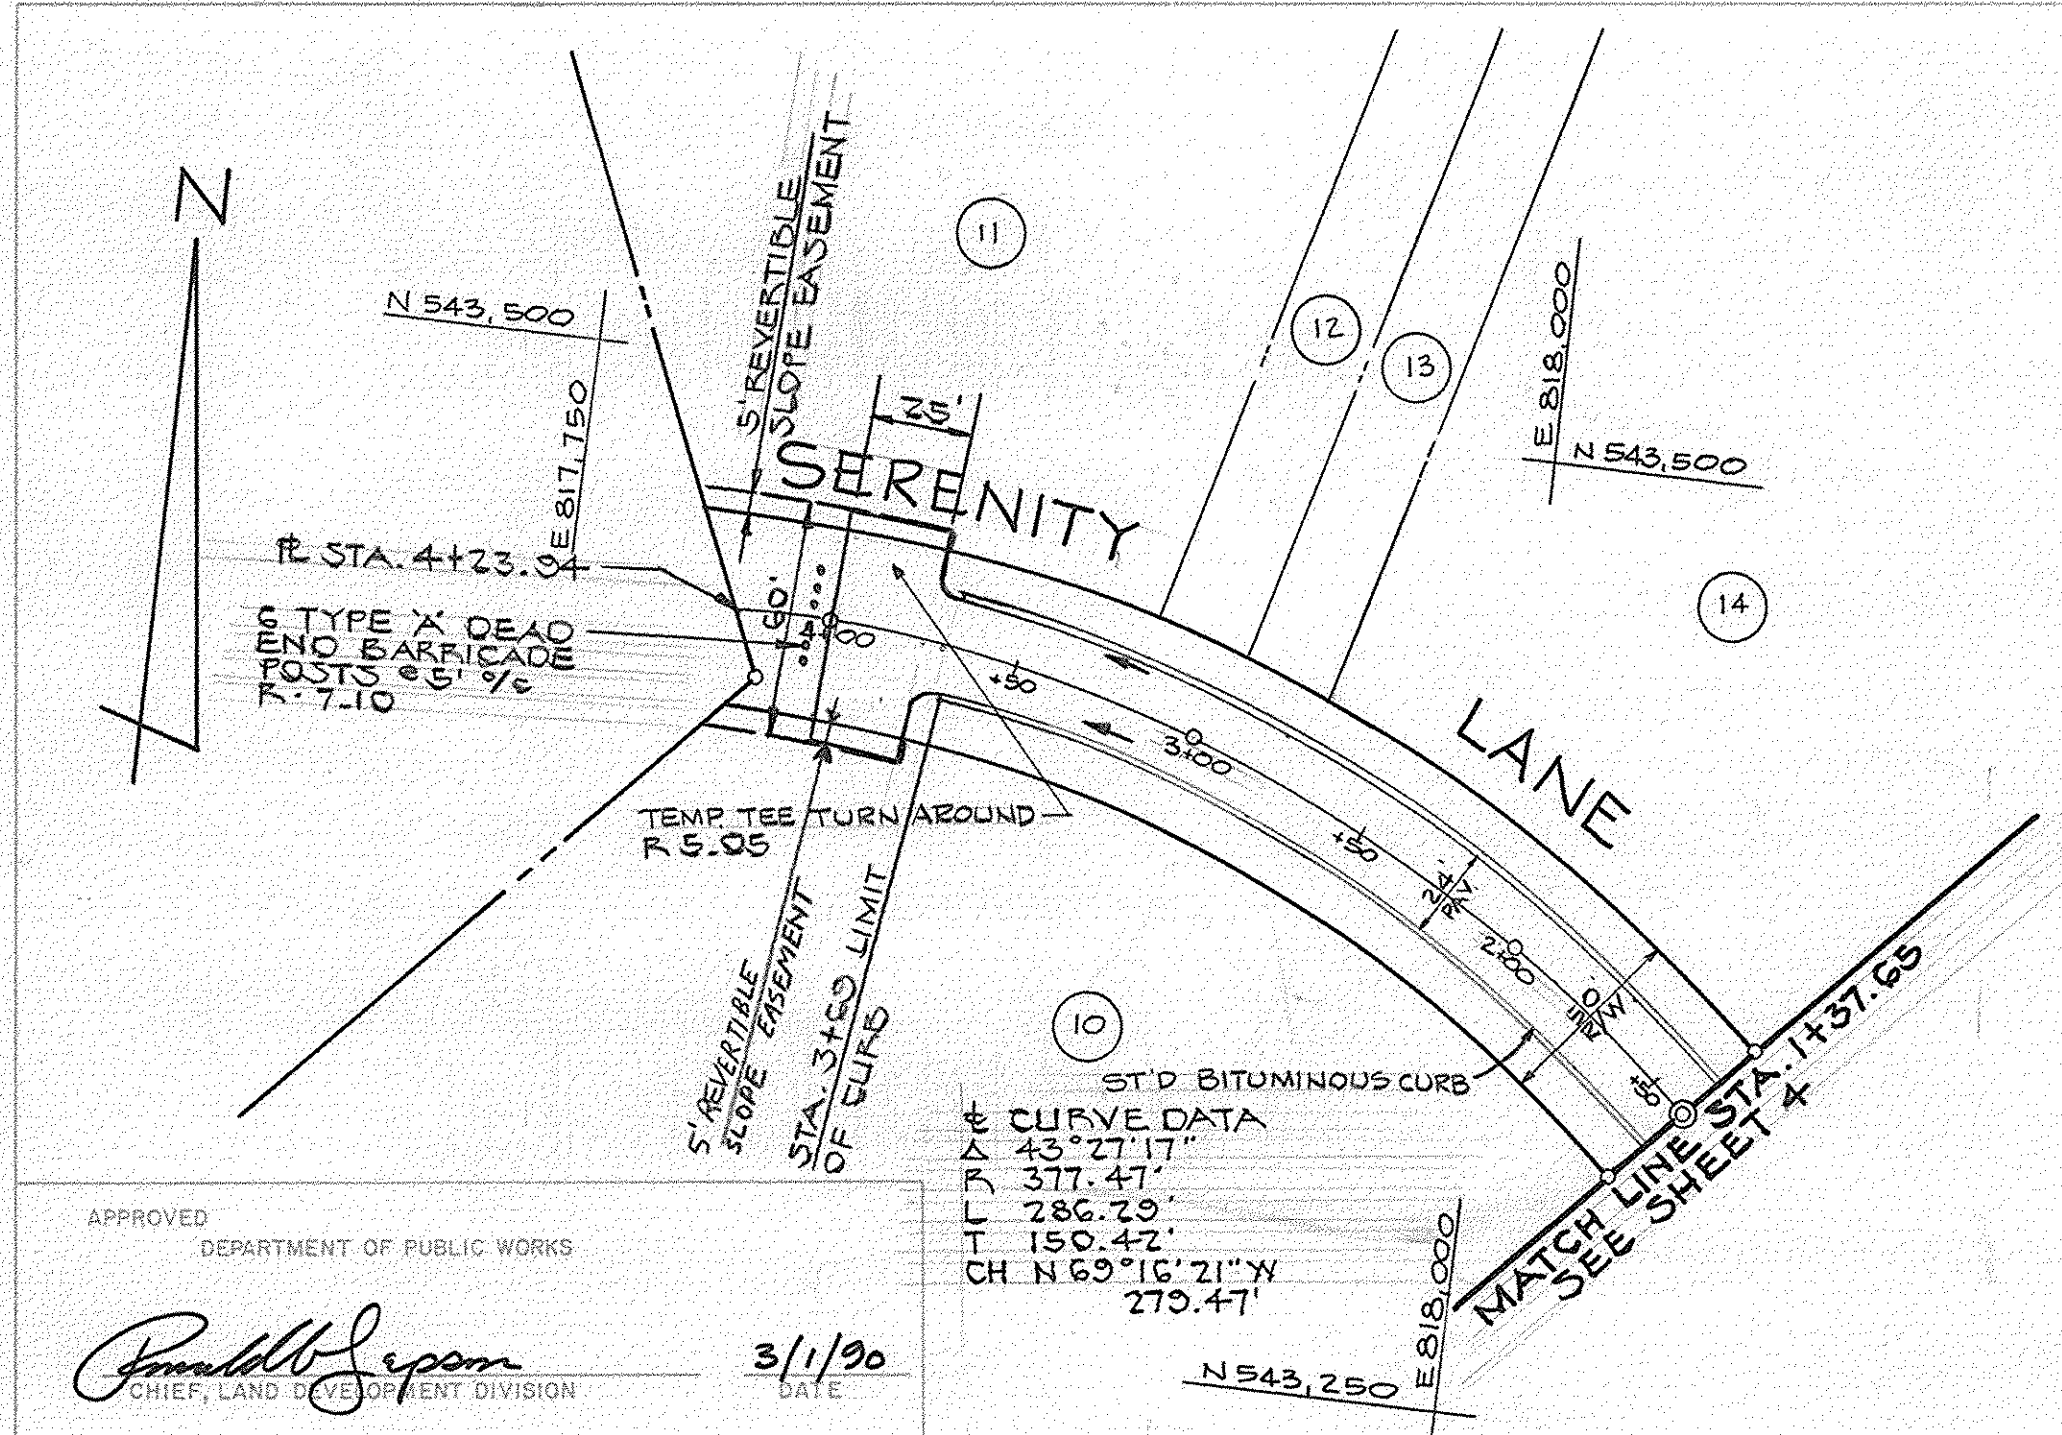 N
5' REVERTIBLE
SLOPE EASEMENT
11
12
13
14
N 543,500
E 817,750
E 818,000
N 543,500
25'
SERENITY
LANE
℄ STA. 4+23.94
6 TYPE 'A' DEAD
END BARRICADE
POSTS @ 5' o/c
R-7.10
60'
4+00
+50
3+00
+50
24'
PAV.
2+00
50'
R/W
+50
TEMP. TEE TURN AROUND
R 5.05
5' REVERTIBLE
SLOPE EASEMENT
STA. 3+69 LIMIT
OF CURB
10
ST'D BITUMINOUS CURB
℄ CURVE DATA
Δ 43°27'17"
R 377.47'
L 286.29'
T 150.42'
CH N 69°16'21" W
279.47'
MATCH LINE STA. 1+37.65
SEE SHEET 4
E 818,000
N 543,250
APPROVED
DEPARTMENT OF PUBLIC WORKS
3/1/90
CHIEF, LAND DEVELOPMENT DIVISION
DATE